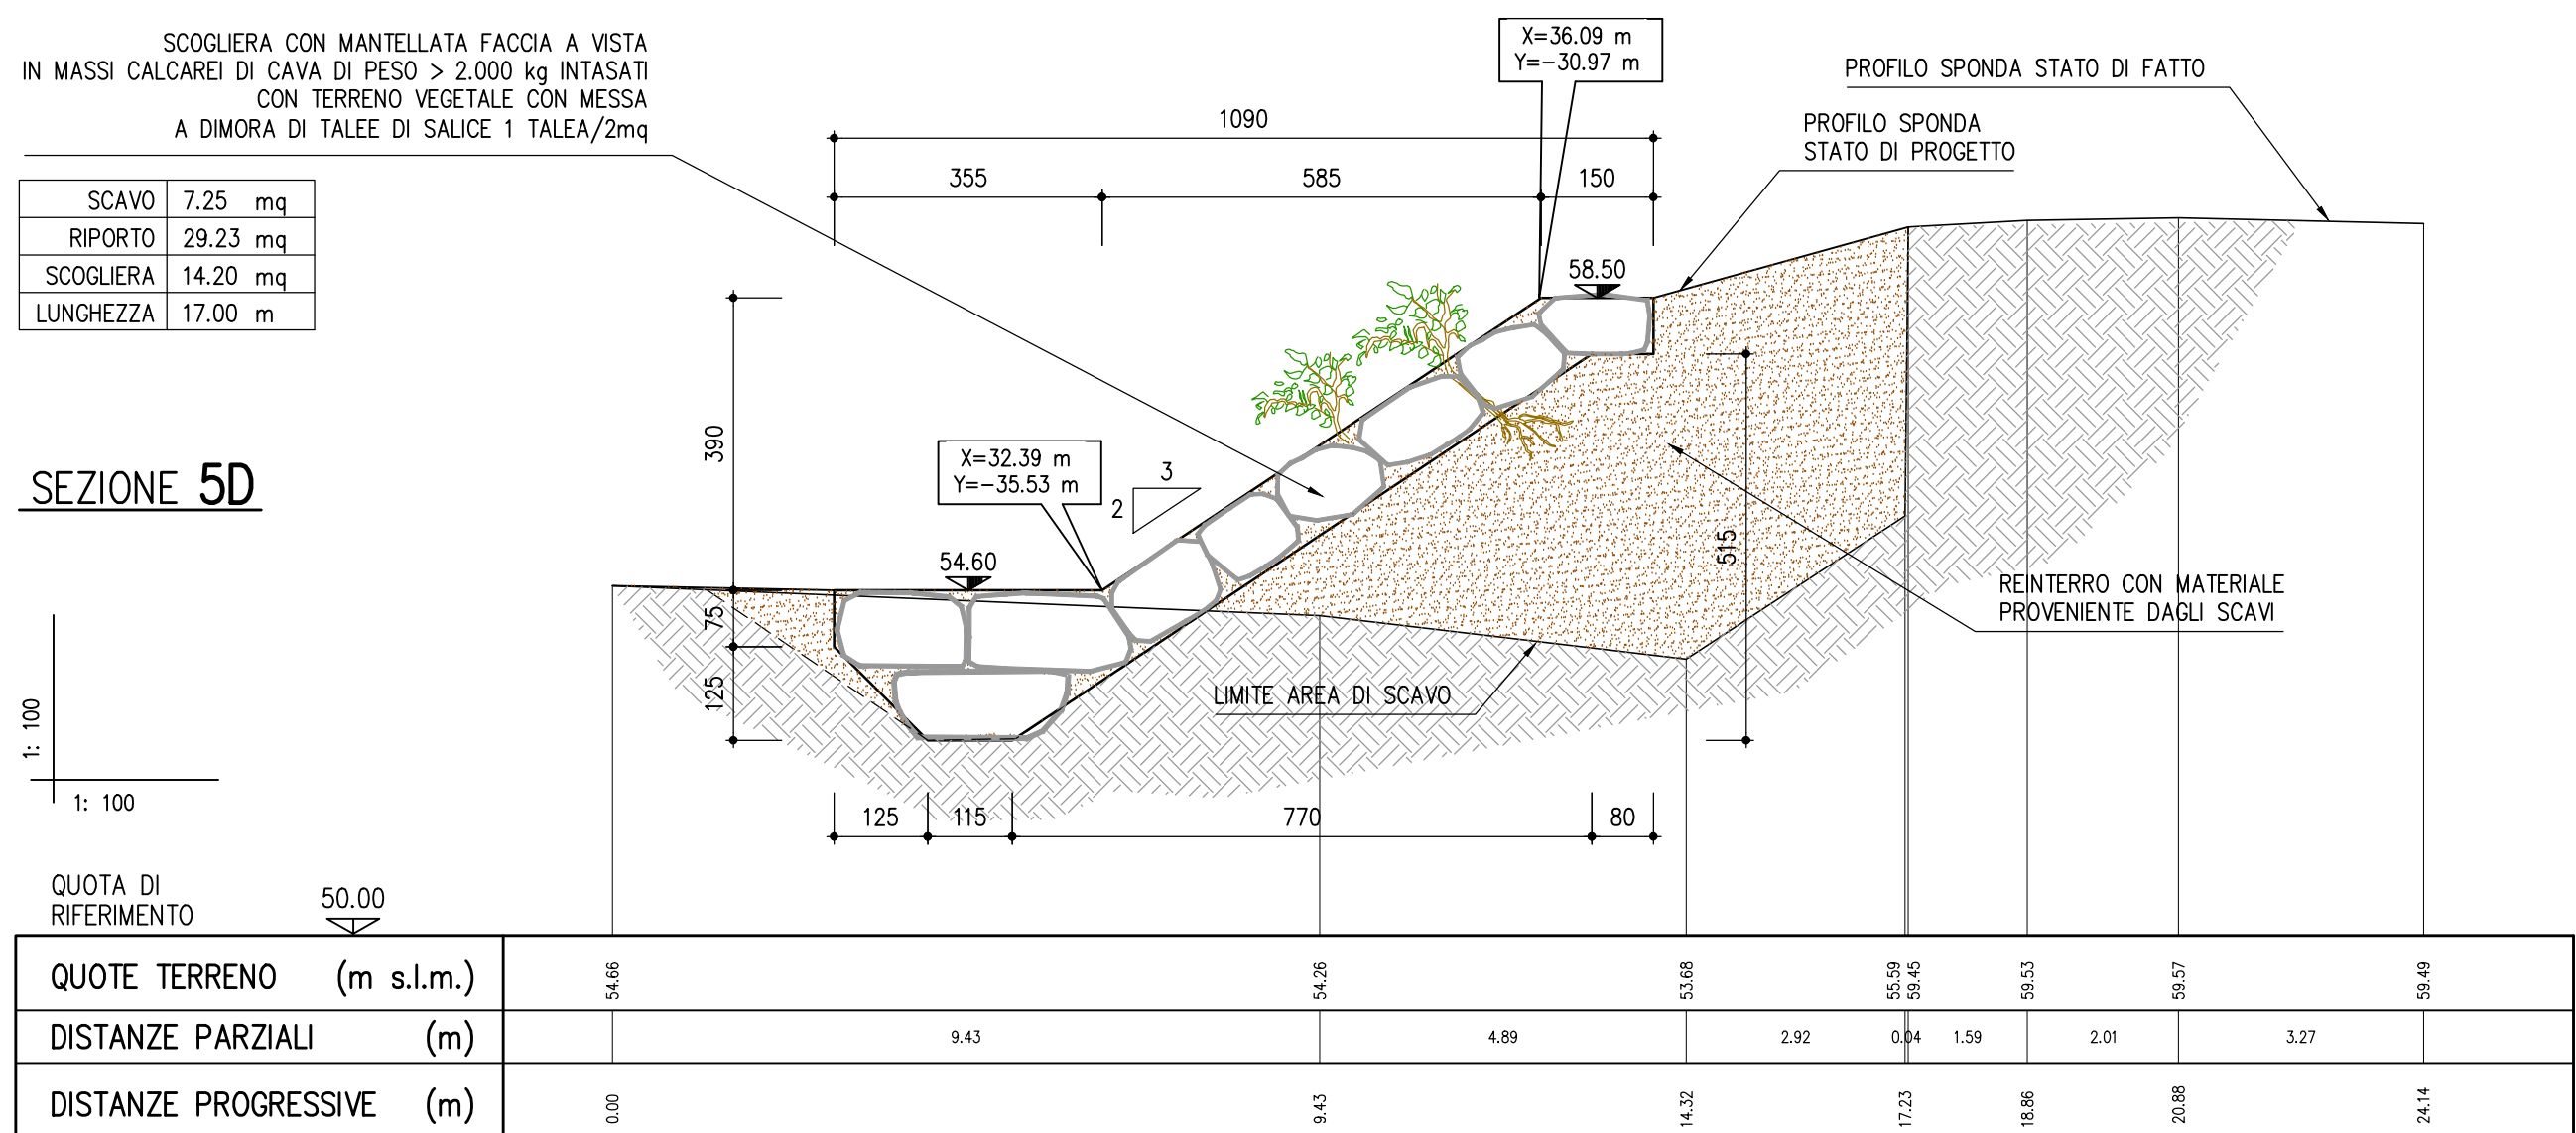 SCOGLIERA CON MANTELLATA FACCIA A VISTA
IN MASSI CALCAREI DI CAVA DI PESO > 2.000 kg INTASATI
CON TERRENO VEGETALE CON MESSA
A DIMORA DI TALEE DI SALICE 1 TALEA/2mq
X=36.09 m
Y=-30.97 m
PROFILO SPONDA STATO DI FATTO
PROFILO SPONDA
STATO DI PROGETTO
1090
355 585 150
SCAVO 7.25 mq
RIPORTO 29.23 mq
SCOGLIERA 14.20 mq
LUNGHEZZA 17.00 m
58.50
390
SEZIONE 5D
X=32.39 m
Y=-35.53 m
3
2
54.60
515
75
125
REINTERRO CON MATERIALE
PROVENIENTE DAGLI SCAVI
LIMITE AREA DI SCAVO
1: 100
1: 100
125 115 770 80
QUOTA DI
RIFERIMENTO
50.00
QUOTE TERRENO (m s.l.m.) 54.66 54.26 53.68 55.59 59.45 59.53 59.57 59.49
DISTANZE PARZIALI (m) 9.43 4.89 2.92 0.04 1.59 2.01 3.27
DISTANZE PROGRESSIVE (m) 0.00 9.43 14.32 17.23 18.86 20.88 24.14